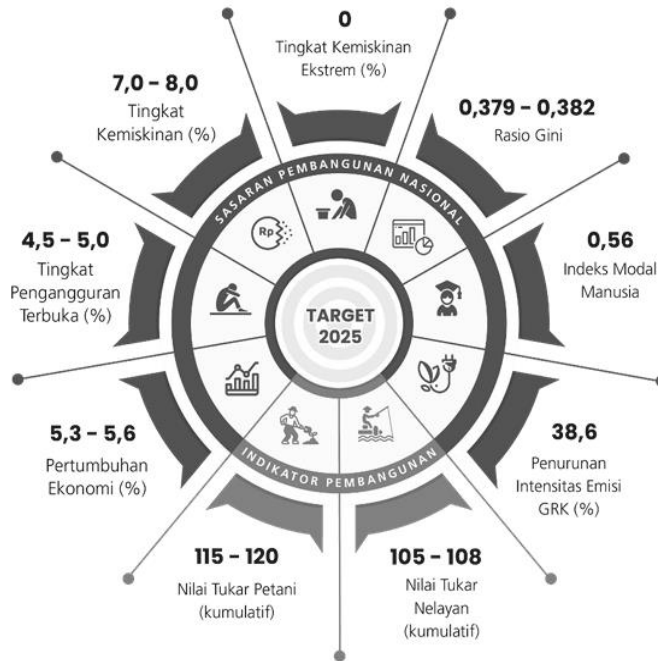 0
Tingkat Kemiskinan
Ekstrem (%)
0,379 – 0,382
Rasio Gini
0,56
Indeks Modal
Manusia
38,6
Penurunan
Intensitas Emisi
GRK (%)
105 – 108
Nilai Tukar
Nelayan
(kumulatif)
115 – 120
Nilai Tukar Petani
(kumulatif)
5,3 – 5,6
Pertumbuhan
Ekonomi (%)
4,5 – 5,0
Tingkat
Pengangguran
Terbuka (%)
7,0 – 8,0
Tingkat
Kemiskinan (%)
SASARAN PEMBANGUNAN NASIONAL
Rp
TARGET
2025
INDIKATOR PEMBANGUNAN